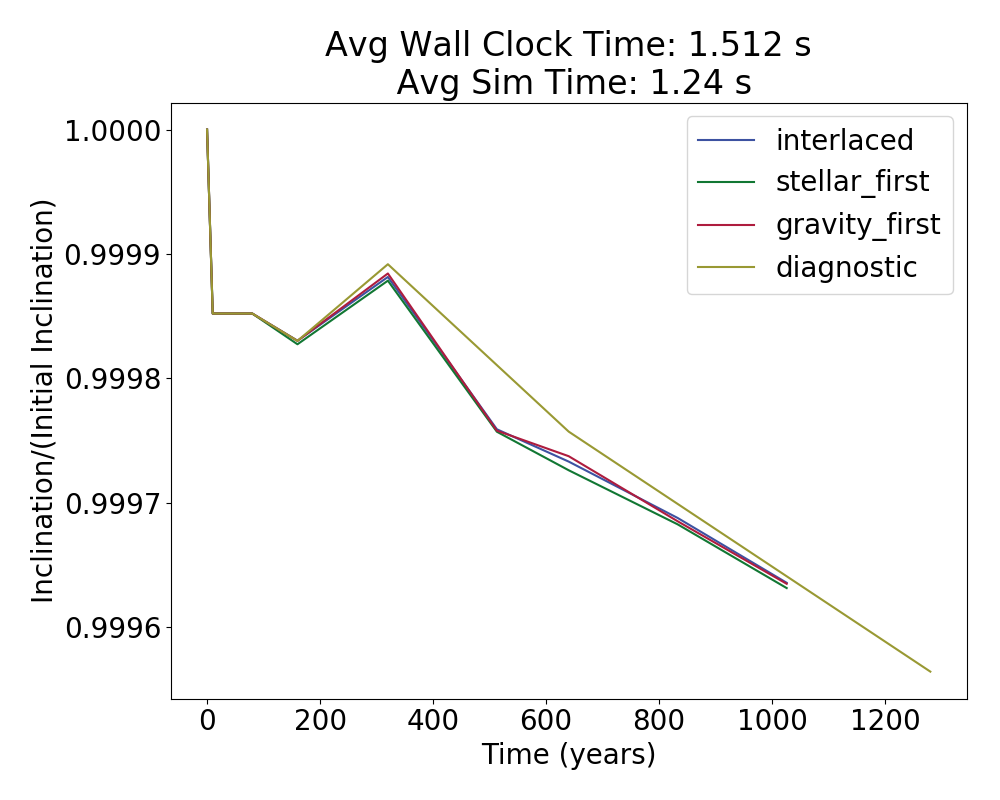 Avg Wall Clock Time: 1.512 s
Avg Sim Time: 1.24 s
interlaced
stellar_first
gravity_first
diagnostic
Inclination/(Initial Inclination)
1.0000
0.9999
0.9998
0.9997
0.9996
0 200 400 600 800 1000 1200
Time (years)